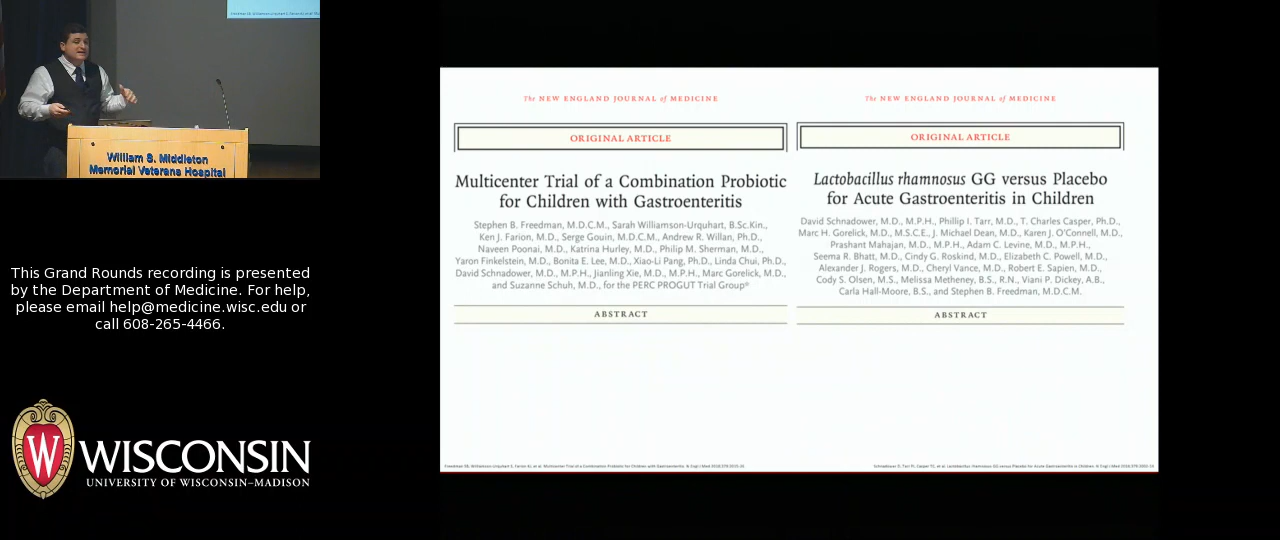 William S. Middleton
Memorial Veterans Hospital
This Grand Rounds recording is presented
by the Department of Medicine. For help,
please email help@medicine.wisc.edu or
call 608-265-4466.
W
WISCONSIN
UNIVERSITY OF WISCONSIN–MADISON
The NEW ENGLAND JOURNAL of MEDICINE
ORIGINAL ARTICLE
Multicenter Trial of a Combination Probiotic
for Children with Gastroenteritis
Stephen B. Freedman, M.D.C.M., Sarah Williamson-Urquhart, B.Sc.Kin.,
Ken J. Farion, M.D., Serge Gouin, M.D.C.M., Andrew R. Willan, Ph.D.,
Naveen Poonai, M.D., Katrina Hurley, M.D., Philip M. Sherman, M.D.,
Yaron Finkelstein, M.D., Bonita E. Lee, M.D., Xiao-Li Pang, Ph.D., Linda Chui, Ph.D.,
David Schnadower, M.D., M.P.H., Jianling Xie, M.D., M.P.H., Marc Gorelick, M.D.,
and Suzanne Schuh, M.D., for the PERC PROGUT Trial Group*
ABSTRACT
The NEW ENGLAND JOURNAL of MEDICINE
ORIGINAL ARTICLE
Lactobacillus rhamnosus GG versus Placebo
for Acute Gastroenteritis in Children
David Schnadower, M.D., M.P.H., Phillip I. Tarr, M.D., T. Charles Casper, Ph.D.,
Marc H. Gorelick, M.D., M.S.C.E., J. Michael Dean, M.D., Karen J. O'Connell, M.D.,
Prashant Mahajan, M.D., M.P.H., Adam C. Levine, M.D., M.P.H.,
Seema R. Bhatt, M.D., Cindy G. Roskind, M.D., Elizabeth C. Powell, M.D.,
Alexander J. Rogers, M.D., Cheryl Vance, M.D., Robert E. Sapien, M.D.,
Cody S. Olsen, M.S., Melissa Metheney, B.S., R.N., Viani P. Dickey, A.B.,
Carla Hall-Moore, B.S., and Stephen B. Freedman, M.D.C.M.
ABSTRACT